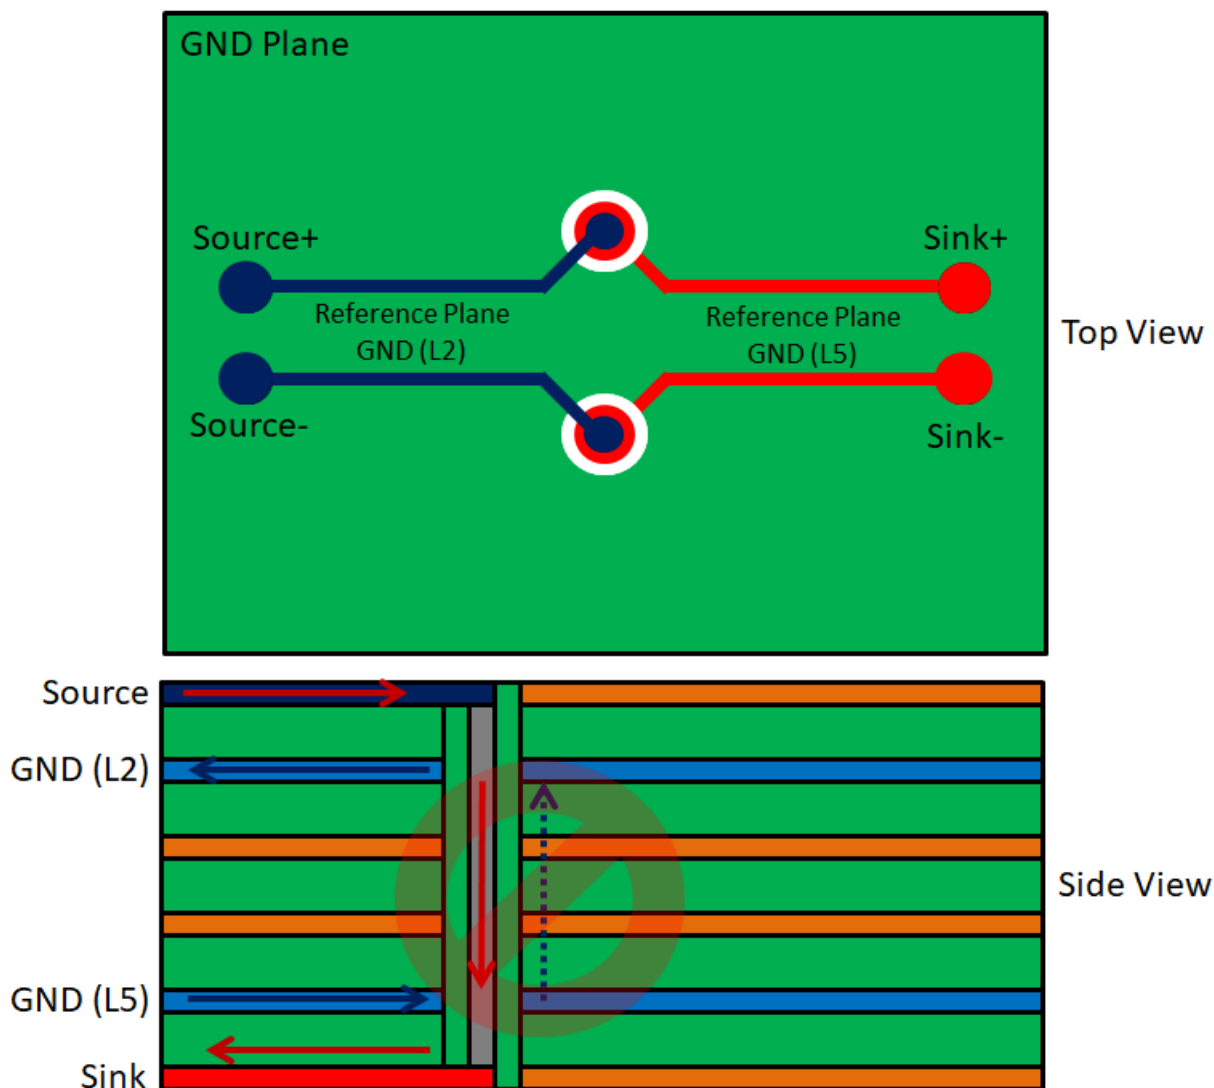 GND Plane
Source+
Sink+
Reference Plane
GND (L2)
Reference Plane
GND (L5)
Top View
Source-
Sink-
Source
GND (L2)
Side View
GND (L5)
Sink